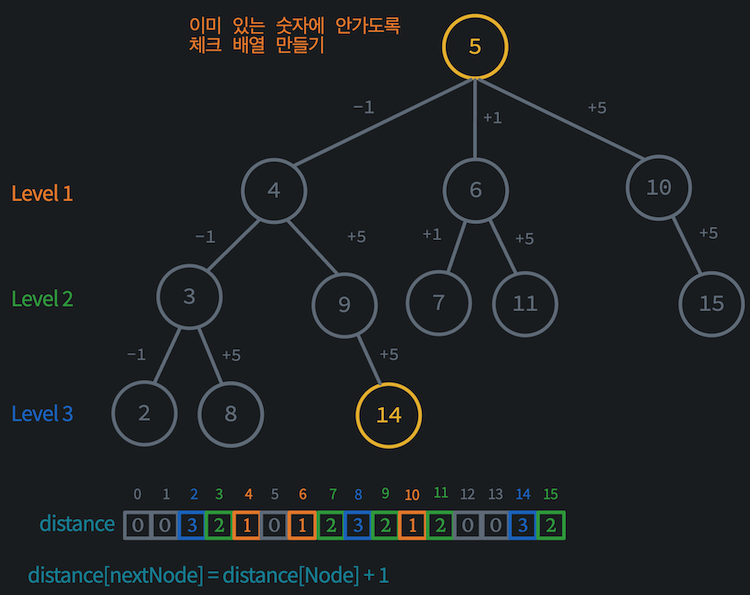 이미 있는 숫자에 안가도록
체크 배열 만들기
5
-1
+1
+5
Level 1
4
6
10
-1
+5
+1
+5
+5
Level 2
3
9
7
11
15
-1
+5
+5
Level 3
2
8
14
0 1 2 3 4 5 6 7 8 9 10 11 12 13 14 15
distance 0 0 3 2 1 0 1 2 3 2 1 2 0 0 3 2
distance[nextNode] = distance[Node] + 1